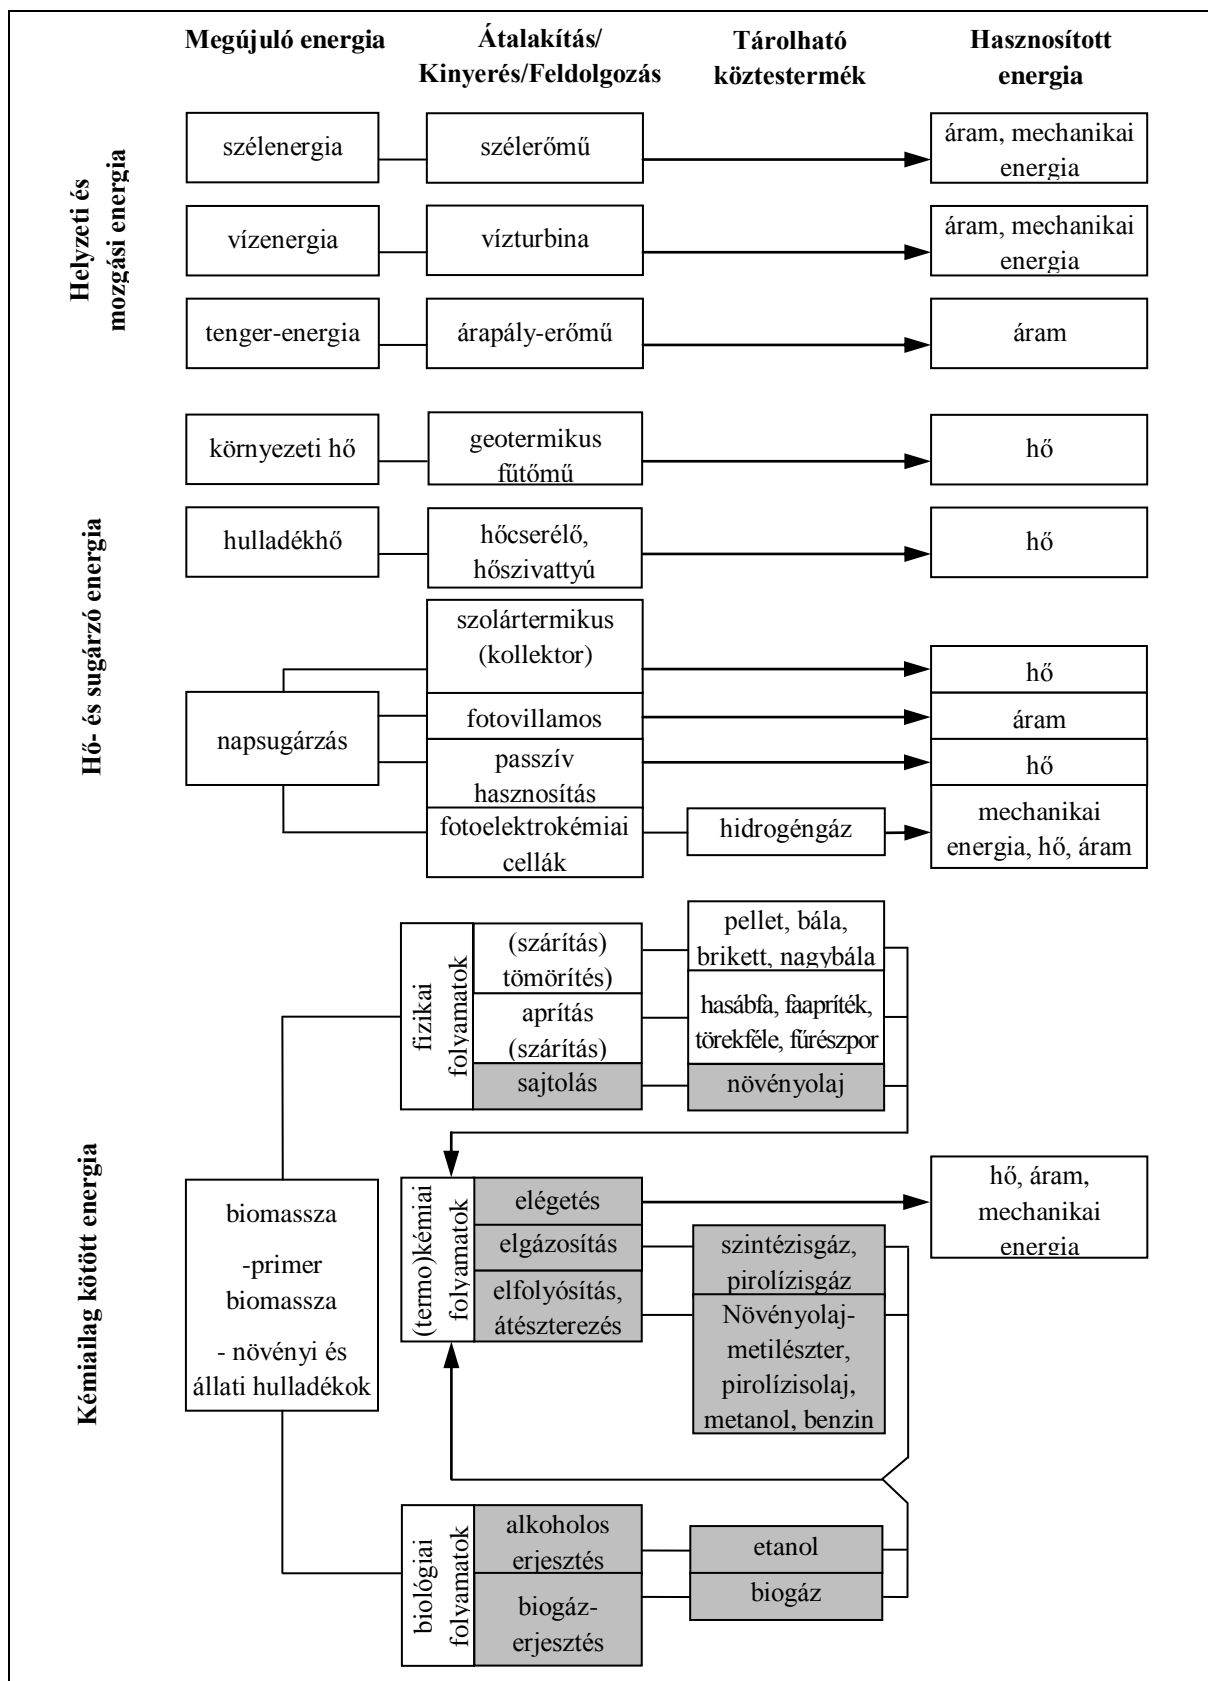 Megújuló energia
Átalakítás/
Kinyerés/Feldolgozás
Tárolható
köztestermék
Hasznosított
energia
Helyzeti és
mozgási energia
szélenergia
szélerőmű
áram, mechanikai
energia
vízenergia
vízturbina
áram, mechanikai
energia
tenger-energia
árapály-erőmű
áram
Hő- és sugárzó energia
környezeti hő
geotermikus
fűtőmű
hő
hulladékhő
hőcserélő,
hőszivattyú
hő
napsugárzás
szolártermikus
(kollektor)
hő
fotovillamos
áram
passzív
hasznosítás
hő
fotoelektrokémiai
cellák
hidrogéngáz
mechanikai
energia, hő, áram
Kémiailag kötött energia
biomassza
-primer
biomassza
- növényi és
állati hulladékok
fizikai
folyamatok
(szárítás)
tömörítés)
pellet, bála,
brikett, nagybála
aprítás
(szárítás)
hasábfa, faapríték,
törekféle, fűrészpor
sajtolás
növényolaj
(termo)kémiai
folyamatok
elégetés
hő, áram,
mechanikai
energia
elgázosítás
szintézisgáz,
pirolízisgáz
elfolyósítás,
átészterezés
Növényolaj-
metilészter,
pirolízisolaj,
metanol, benzin
biológiai
folyamatok
alkoholos
erjesztés
etanol
biogáz-
erjesztés
biogáz